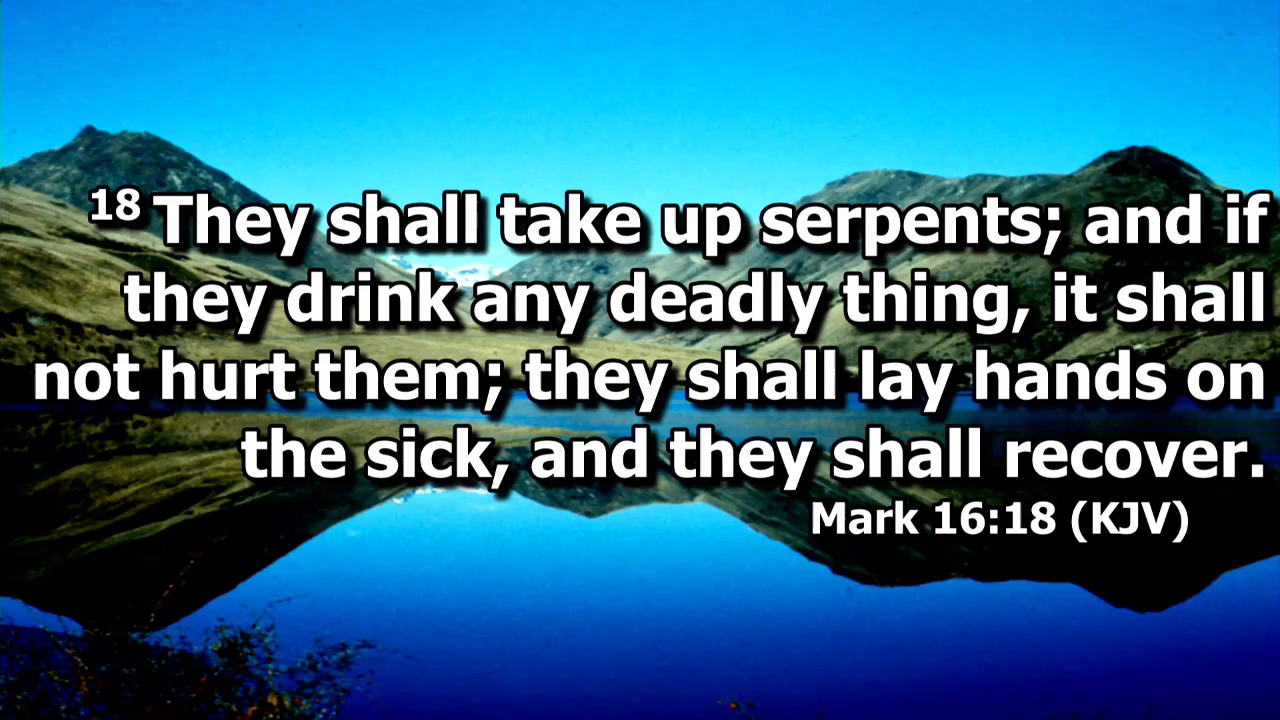 18 They shall take up serpents; and if
they drink any deadly thing, it shall
not hurt them; they shall lay hands on
the sick, and they shall recover.
Mark 16:18 (KJV)